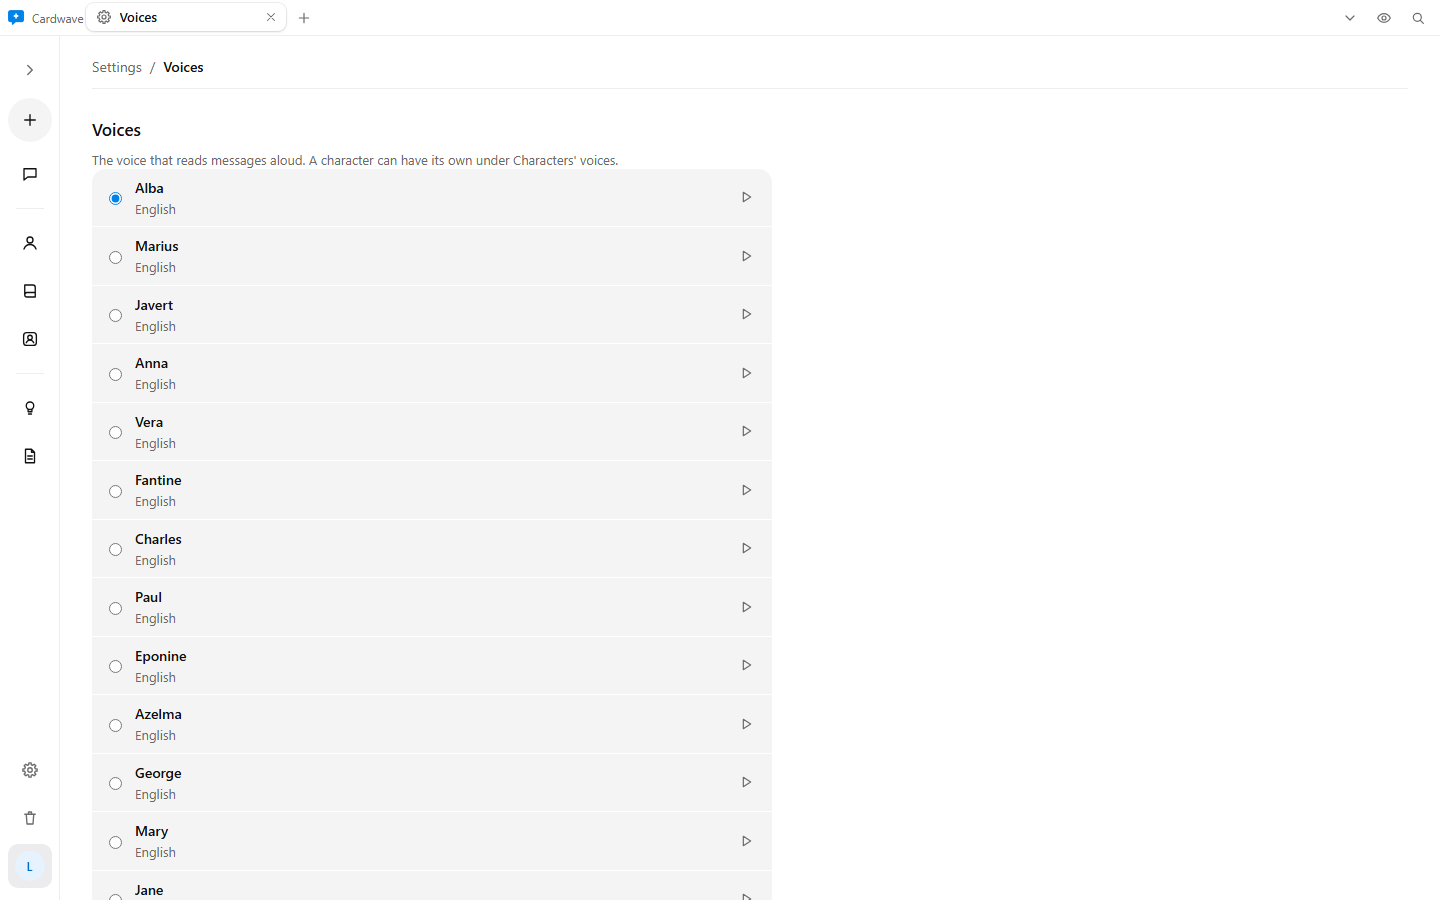 Cardwave
Voices
Settings / Voices
Voices
The voice that reads messages aloud. A character can have its own under Characters' voices.
Alba
English
Marius
English
Javert
English
Anna
English
Vera
English
Fantine
English
Charles
English
Paul
English
Eponine
English
Azelma
English
George
English
Mary
English
Jane
L